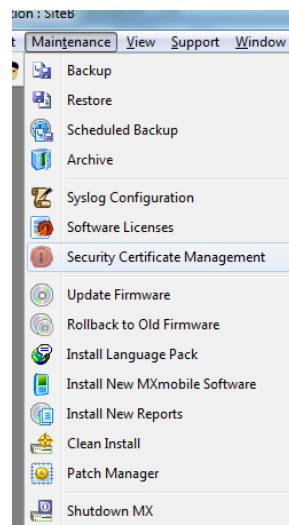 ion : SiteB
t Maintenance View Support Window
Backup
Restore
Scheduled Backup
Archive
Syslog Configuration
Software Licenses
Security Certificate Management
Update Firmware
Rollback to Old Firmware
Install Language Pack
Install New MXmobile Software
Install New Reports
Clean Install
Patch Manager
Shutdown MX